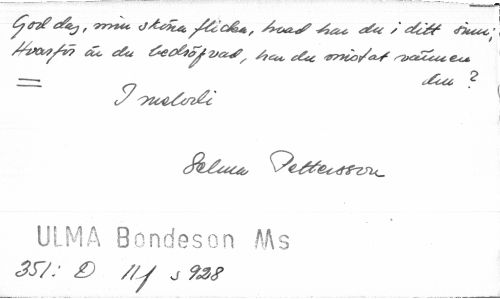 God dag, min sköna flicka, hvad har du i ditt sinn;
Hvarför är du bedröfvad, har du mistat vännen
din?
I melodi
Selma Pettersson
ULMA Bondeson Ms
351: D 11f s 928